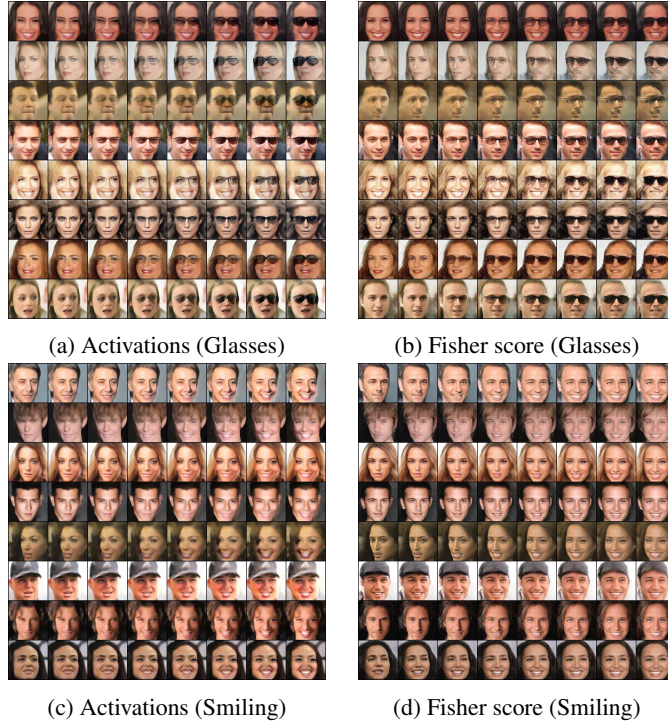 (a) Activations (Glasses)
(b) Fisher score (Glasses)
(c) Activations (Smiling)
(d) Fisher score (Smiling)